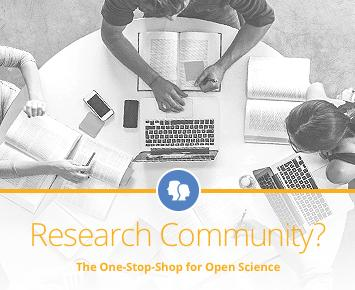 Research Community?
The One-Stop-Shop for Open Science